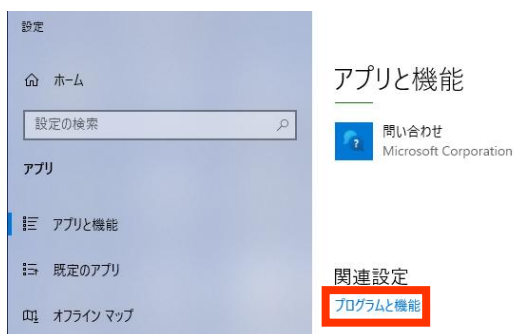 設定
ホーム
設定の検索
アプリ
アプリと機能
既定のアプリ
オフライン マップ
アプリと機能
問い合わせ
Microsoft Corporation
関連設定
プログラムと機能